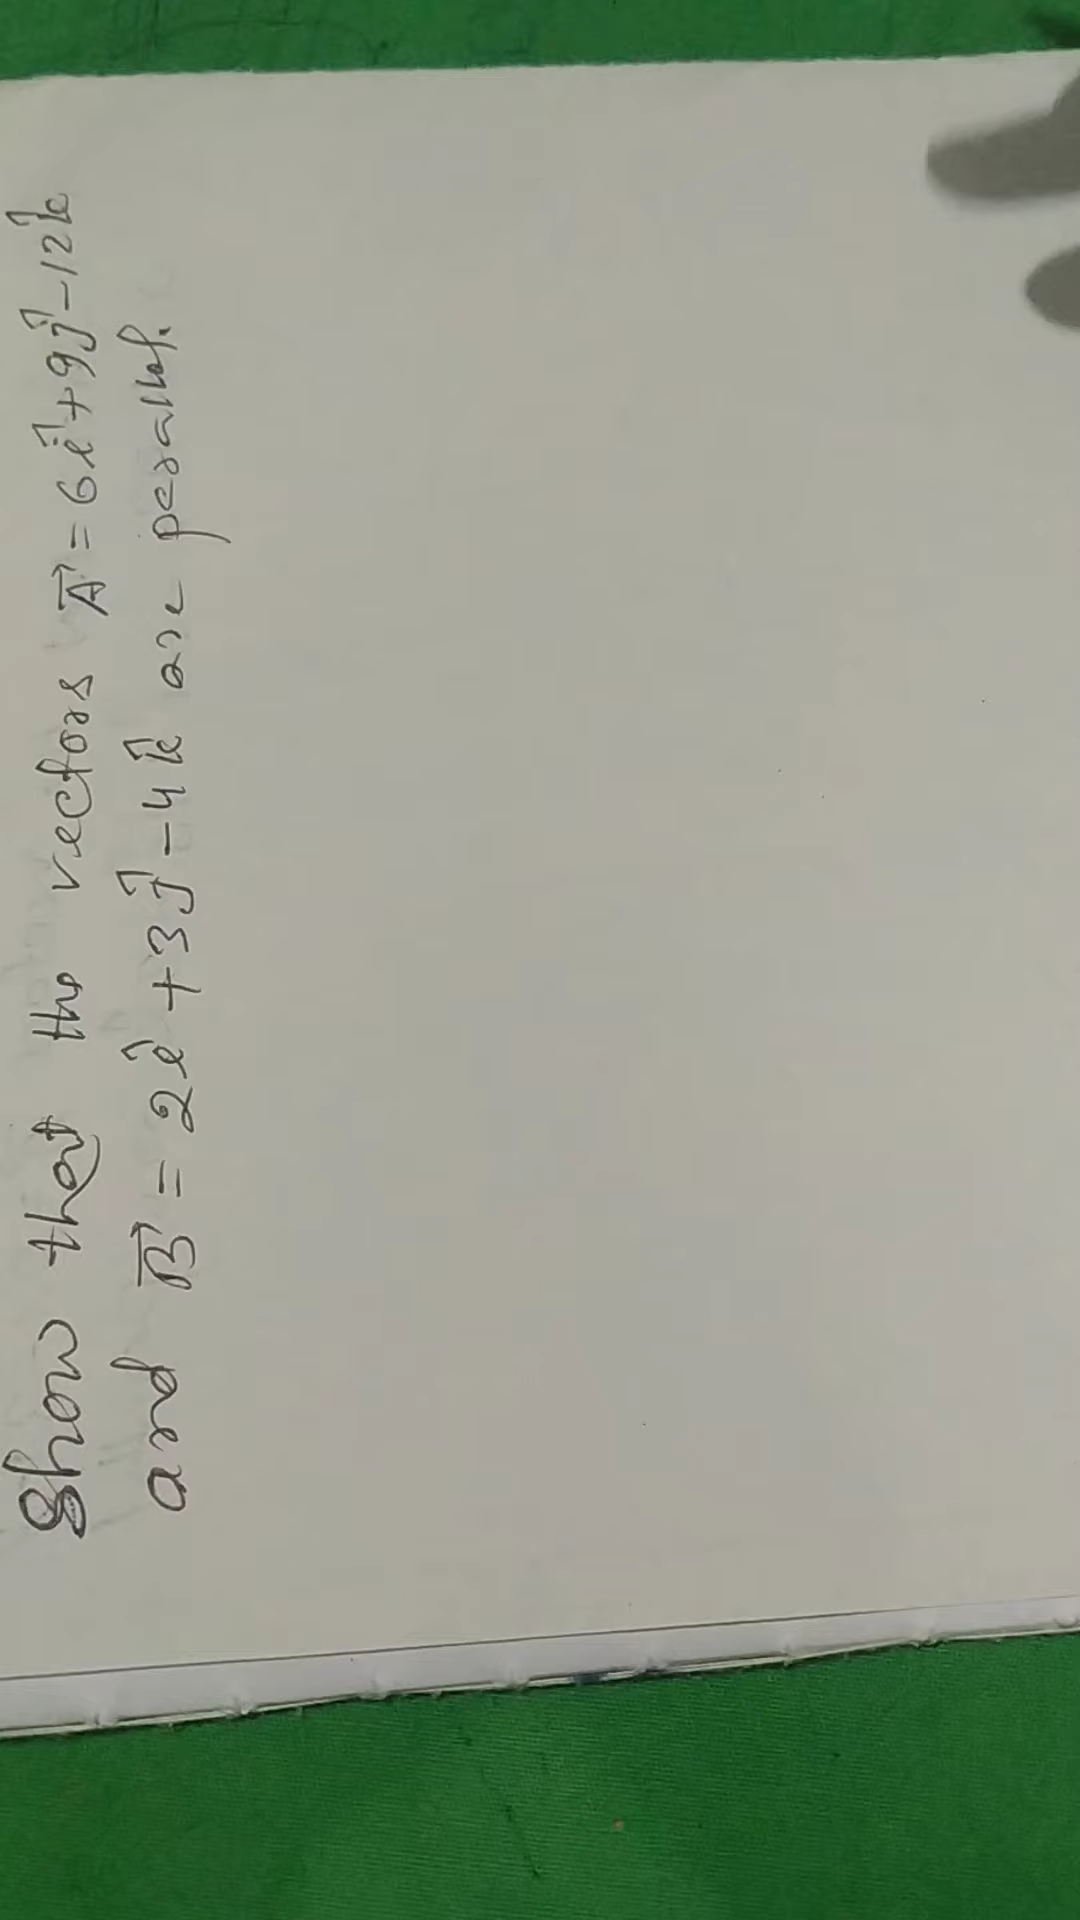 Show that the vectors A⃗ = 6î + 9ĵ - 12k̂
and B⃗ = 2î + 3ĵ - 4k̂ are parallel.